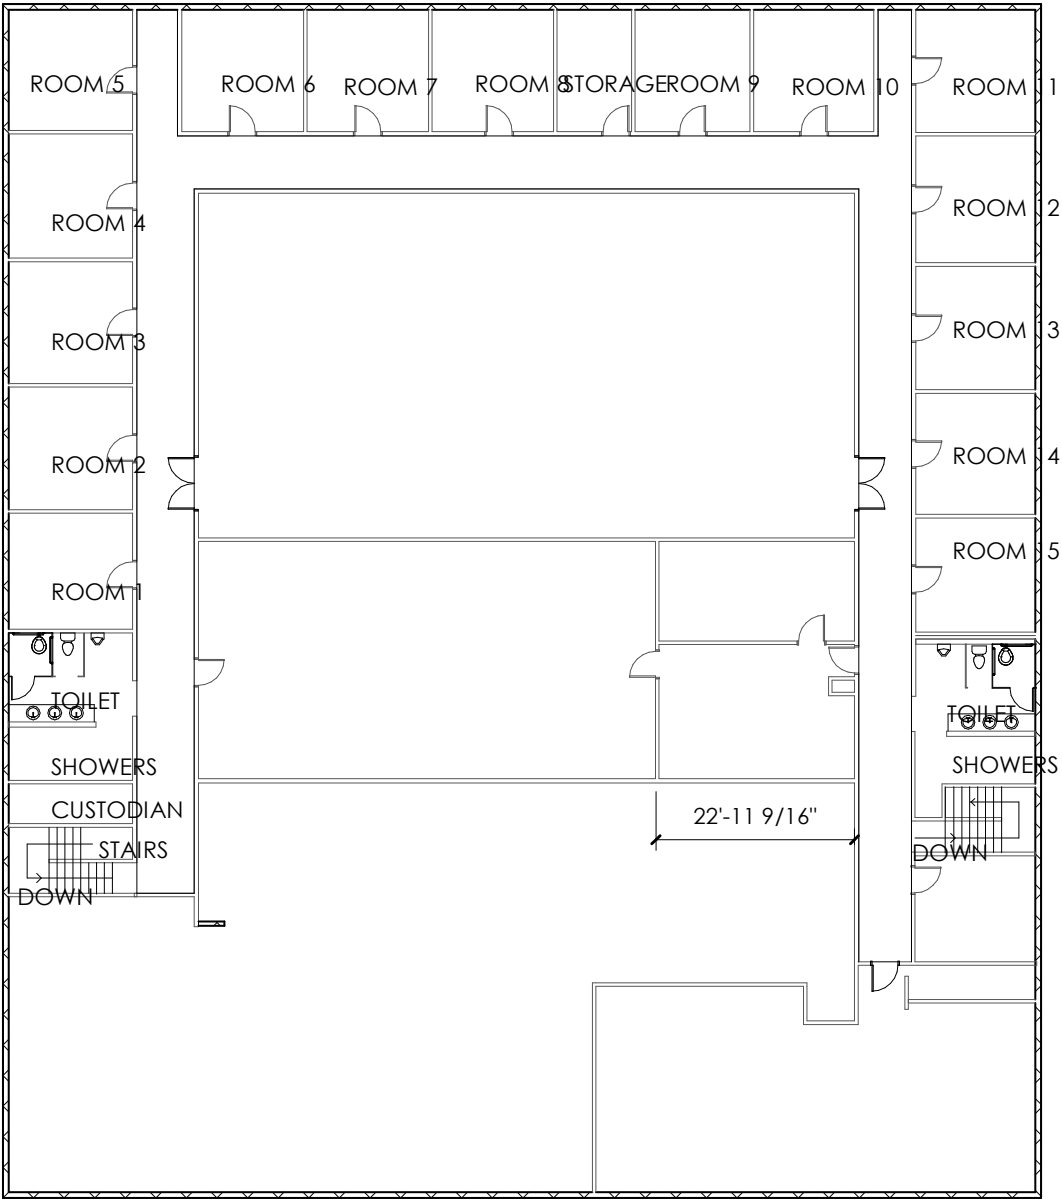 ROOM 5
ROOM 6
ROOM 7
ROOM 8
STORAGE
ROOM 9
ROOM 10
ROOM 11
ROOM 4
ROOM 12
ROOM 3
ROOM 13
ROOM 2
ROOM 14
ROOM 1
ROOM 15
TOILET
TOILET
SHOWERS
SHOWERS
CUSTODIAN
22'-11 9/16"
STAIRS
DOWN
DOWN